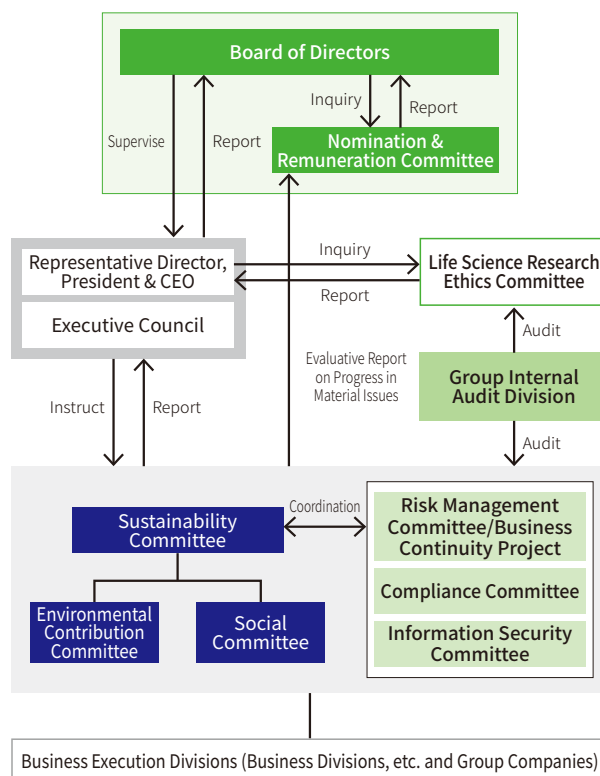 Board of Directors
Inquiry
Report
Supervise
Report
Nomination &
Remuneration Committee
Representative Director,
President & CEO
Executive Council
Inquiry
Report
Life Science Research
Ethics Committee
Audit
Evaluative Report
on Progress in
Material Issues
Group Internal
Audit Division
Instruct
Report
Audit
Coordination
Sustainability
Committee
Risk Management
Committee/Business
Continuity Project
Compliance Committee
Environmental
Contribution
Committee
Social
Committee
Information Security
Committee
Business Execution Divisions (Business Divisions, etc. and Group Companies)